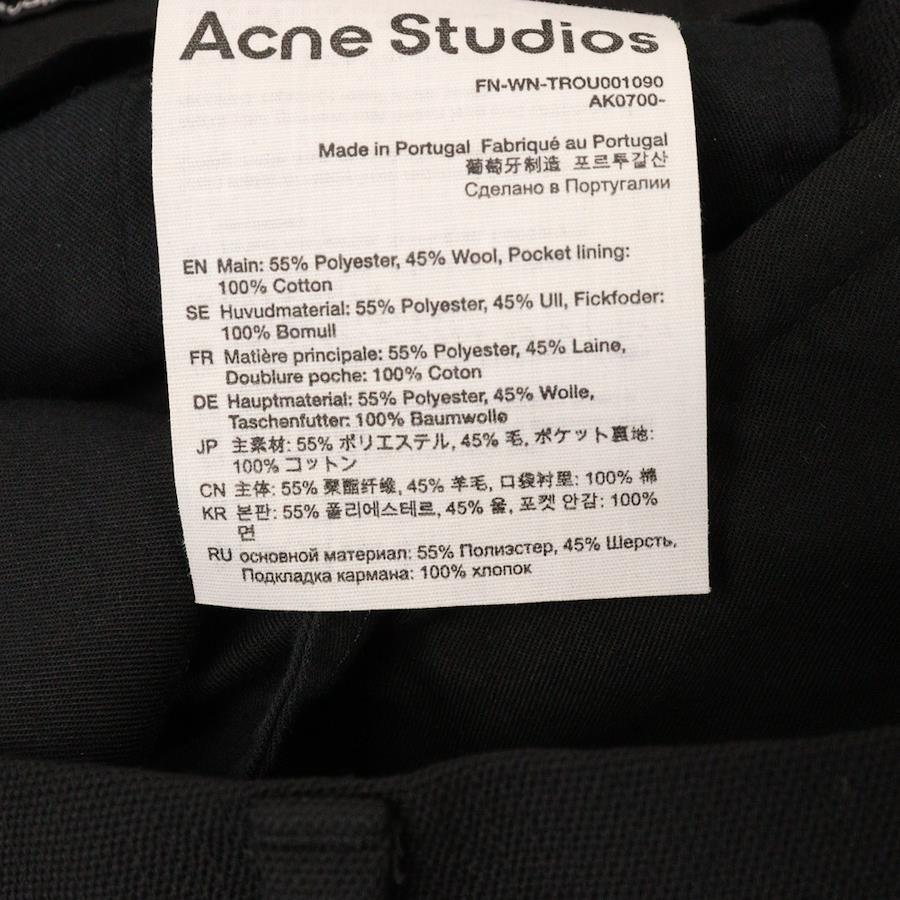 Acne Studios
FN-WN-TROU001090
AK0700-
Made in Portugal Fabriqué au Portugal
葡萄牙制造 포르투갈산
Сделано в Португалии
EN Main: 55% Polyester, 45% Wool, Pocket lining:
100% Cotton
SE Huvudmaterial: 55% Polyester, 45% Ull, Fickfoder:
100% Bomull
FR Matière principale: 55% Polyester, 45% Laine,
Doublure poche: 100% Coton
DE Hauptmaterial: 55% Polyester, 45% Wolle,
Taschenfutter: 100% Baumwolle
JP 主素材: 55% ポリエステル, 45% 毛, ポケット裏地:
100% コットン
CN 主体: 55% 聚酯纤维, 45% 羊毛, 口袋衬里: 100% 棉
KR 본판: 55% 폴리에스테르, 45% 울, 포켓 안감: 100%
면
RU основной материал: 55% Полиэстер, 45% Шерсть,
Подкладка кармана: 100% хлопок